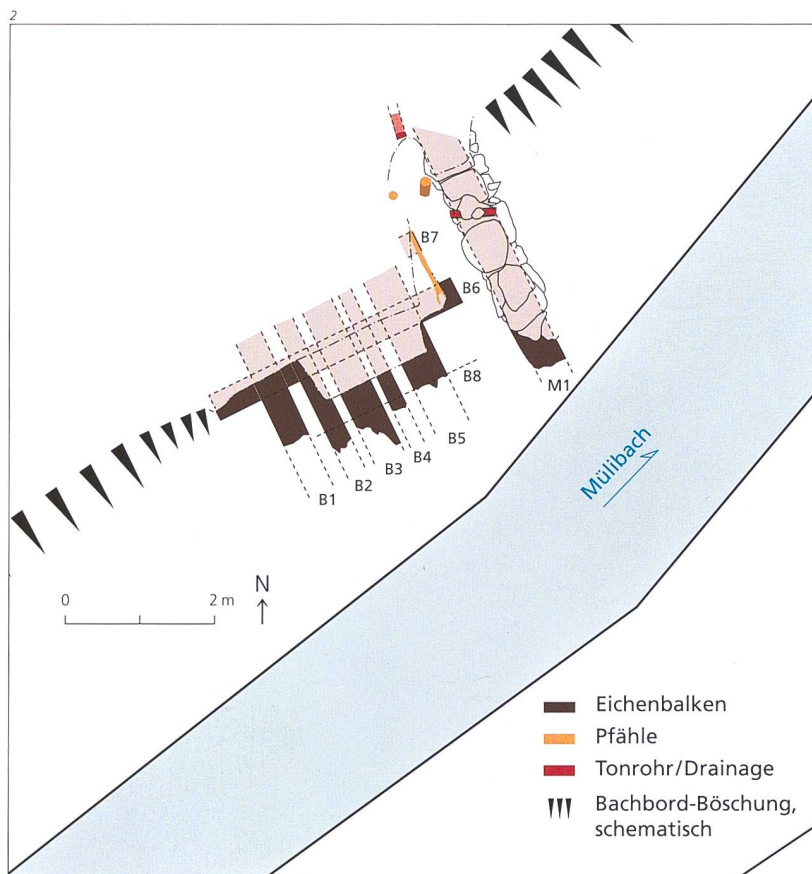 2
B7
B6
B8
M1
B5
B4
B3
B2
B1
Mülibach
0 2 m
N
Eichenbalken
Pfähle
Tonrohr/Drainage
Bachbord-Böschung,
schematisch